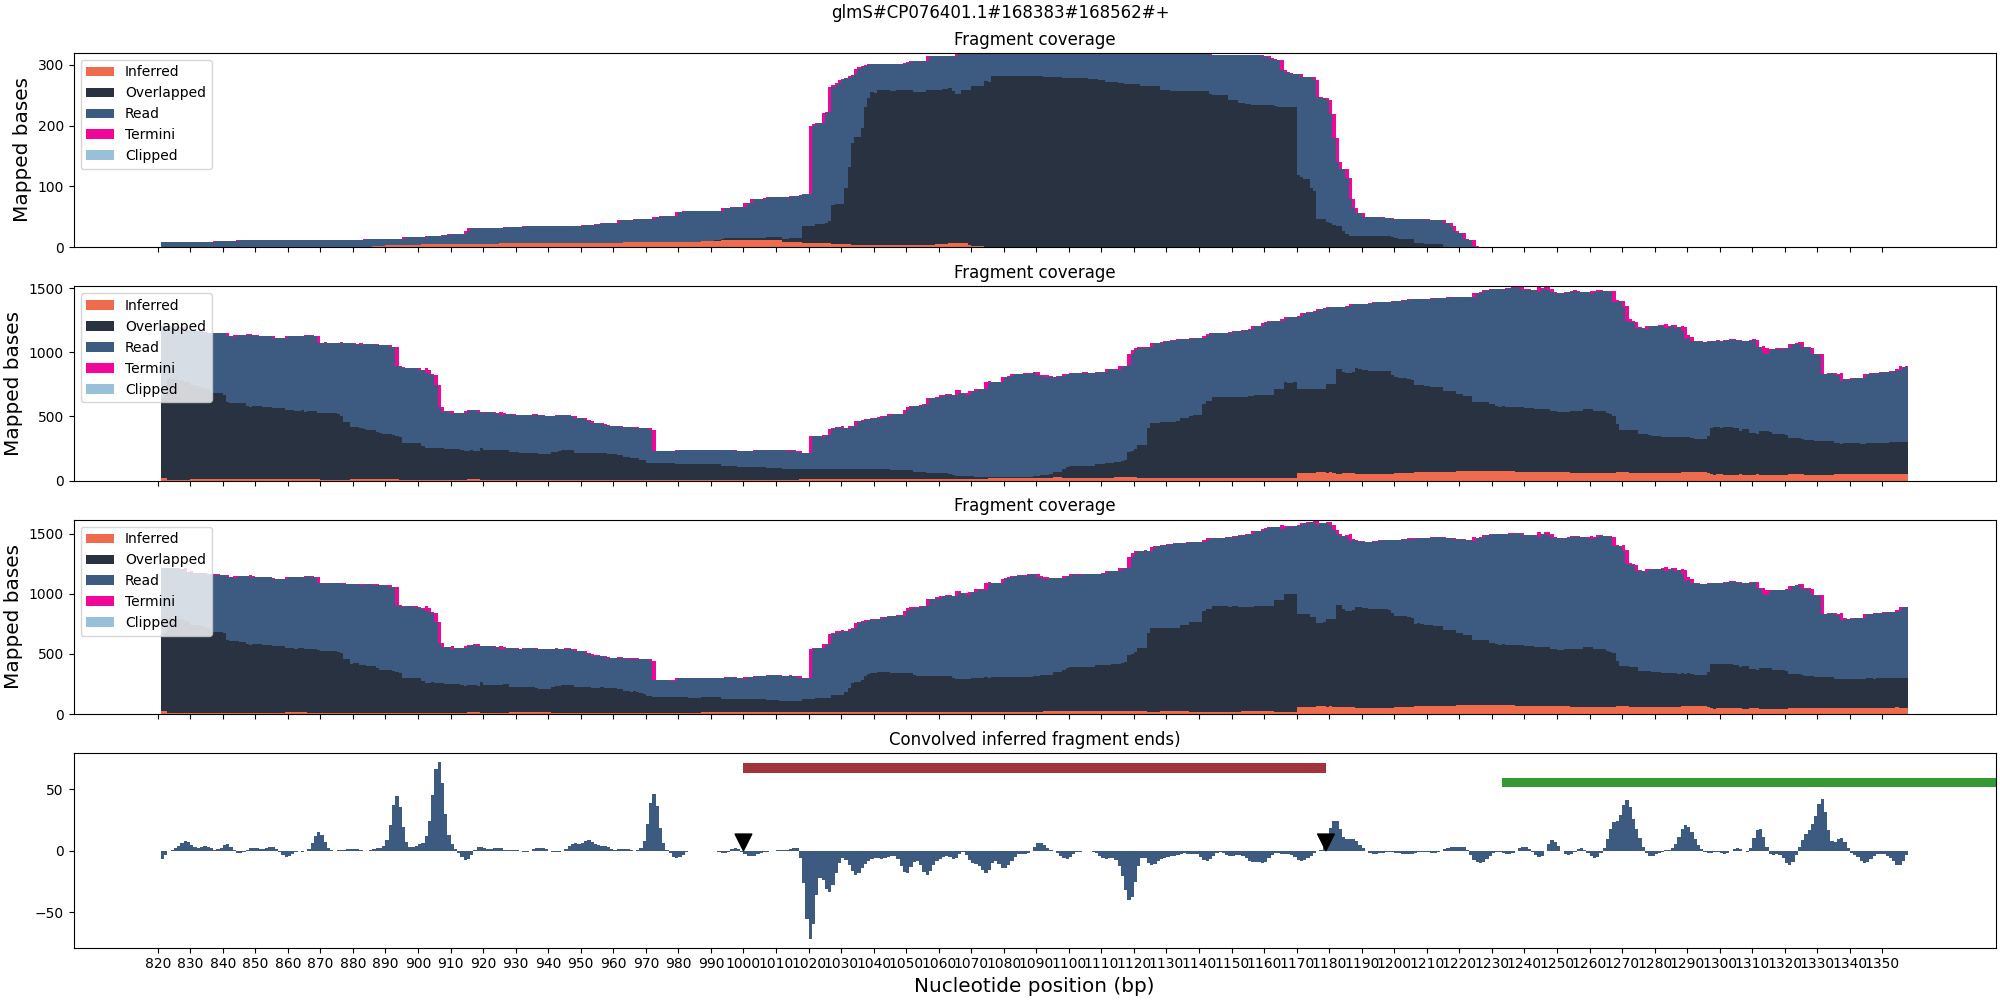 glmS#CP076401.1#168383#168562#+
Fragment coverage
Mapped bases
300
200
100
0
Inferred
Overlapped
Read
Termini
Clipped
Fragment coverage
Mapped bases
1500
1000
500
0
Inferred
Overlapped
Read
Termini
Clipped
Fragment coverage
Mapped bases
1500
1000
500
0
Inferred
Overlapped
Read
Termini
Clipped
Convolved inferred fragment ends)
50
0
−50
820 830 840 850 860 870 880 890 900 910 920 930 940 950 960 970 980 990 1000 1010 1020 1030 1040 1050 1060 1070 1080 1090 1100 1110 1120 1130 1140 1150 1160 1170 1180 1190 1200 1210 1220 1230 1240 1250 1260 1270 1280 1290 1300 1310 1320 1330 1340 1350
Nucleotide position (bp)